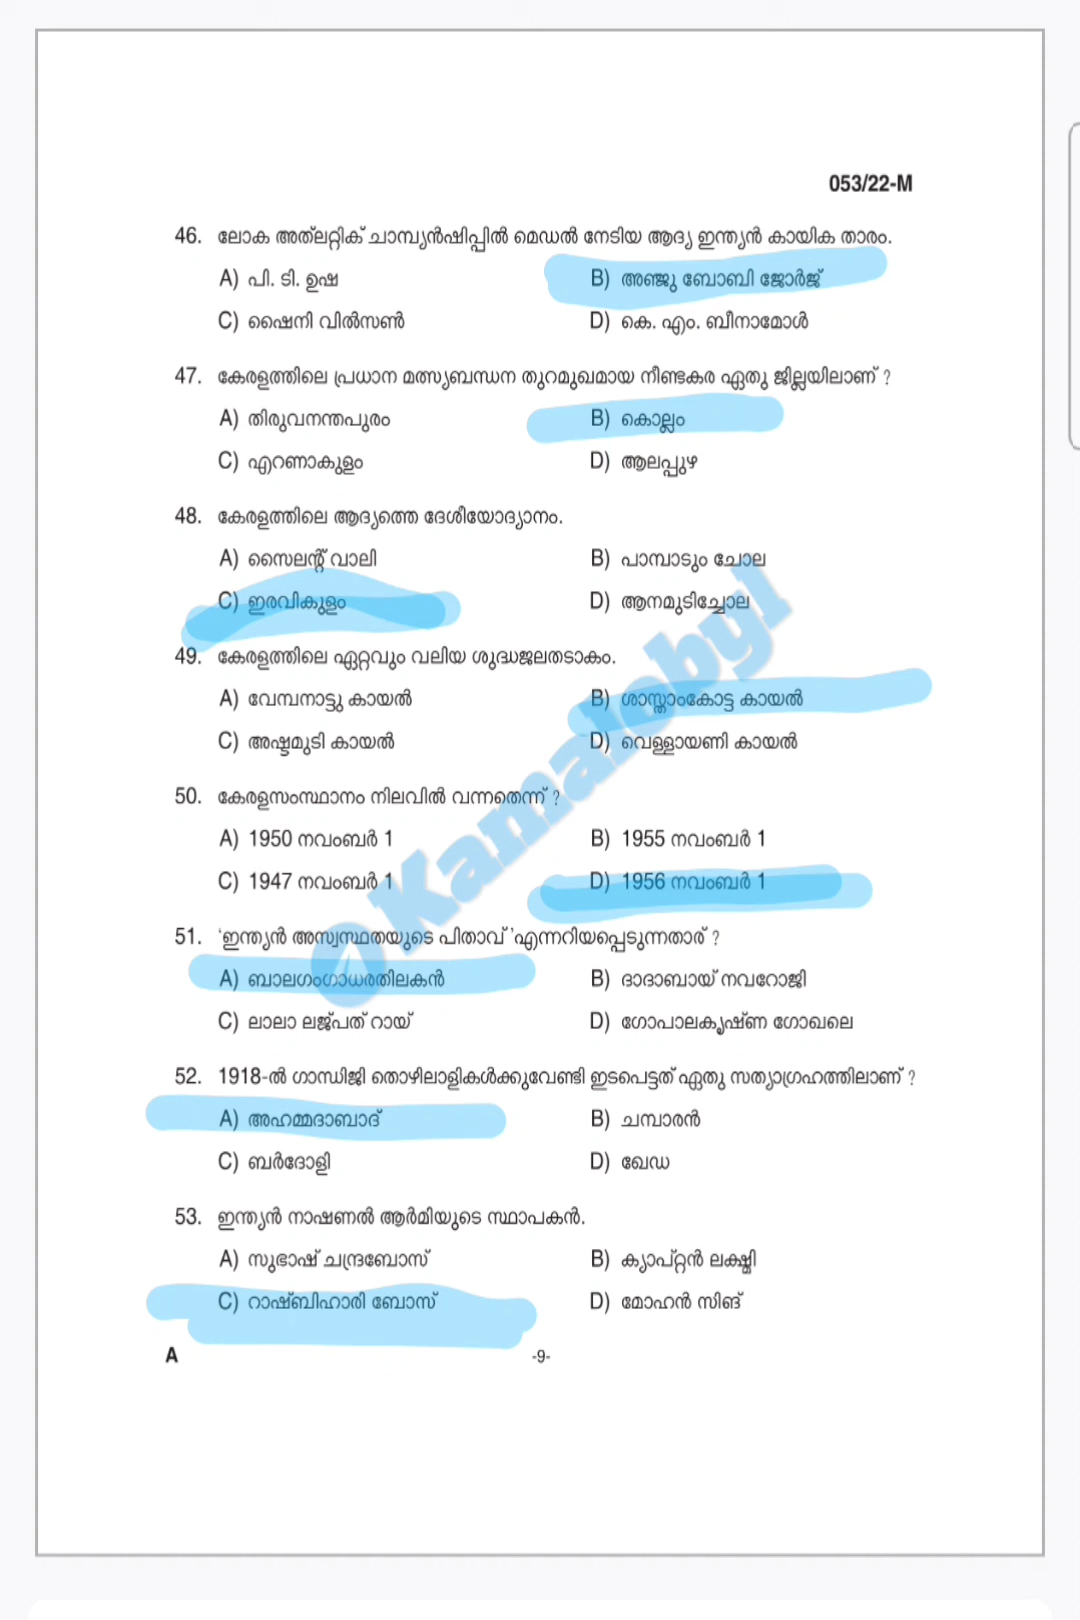 053/22-M
46. ലോക അത്‌ലറ്റിക് ചാമ്പ്യൻഷിപ്പിൽ മെഡൽ നേടിയ ആദ്യ ഇന്ത്യൻ കായിക താരം.
A) പി. ടി. ഉഷ B) അഞ്ജു ബോബി ജോർജ്
C) ഷൈനി വിൽസൺ D) കെ. എം. ബീനാമോൾ
47. കേരളത്തിലെ പ്രധാന മത്സ്യബന്ധന തുറമുഖമായ നീണ്ടകര ഏതു ജില്ലയിലാണ് ?
A) തിരുവനന്തപുരം B) കൊല്ലം
C) എറണാകുളം D) ആലപ്പുഴ
48. കേരളത്തിലെ ആദ്യത്തെ ദേശീയോദ്യാനം.
A) സൈലന്റ് വാലി B) പാമ്പാടും ചോല
C) ഇരവികുളം D) ആനമുടിച്ചോല
49. കേരളത്തിലെ ഏറ്റവും വലിയ ശുദ്ധജലതടാകം.
A) വേമ്പനാട്ടു കായൽ B) ശാസ്താംകോട്ട കായൽ
C) അഷ്ടമുടി കായൽ D) വെള്ളായണി കായൽ
50. കേരളസംസ്ഥാനം നിലവിൽ വന്നതെന്ന് ?
A) 1950 നവംബർ 1 B) 1955 നവംബർ 1
C) 1947 നവംബർ 1 D) 1956 നവംബർ 1
51. ‘ഇന്ത്യൻ അസ്വസ്ഥതയുടെ പിതാവ്’എന്നറിയപ്പെടുന്നതാര് ?
A) ബാലഗംഗാധരതിലകൻ B) ദാദാബായ് നവറോജി
C) ലാലാ ലജ്പത് റായ് D) ഗോപാലകൃഷ്ണ ഗോഖലെ
52. 1918-ൽ ഗാന്ധിജി തൊഴിലാളികൾക്കുവേണ്ടി ഇടപെട്ടത് ഏതു സത്യാഗ്രഹത്തിലാണ് ?
A) അഹമ്മദാബാദ് B) ചമ്പാരൻ
C) ബർദോളി D) ഖേഡ
53. ഇന്ത്യൻ നാഷണൽ ആർമിയുടെ സ്ഥാപകൻ.
A) സുഭാഷ് ചന്ദ്രബോസ് B) ക്യാപ്റ്റൻ ലക്ഷ്മി
C) റാഷ്ബിഹാരി ബോസ് D) മോഹൻ സിങ്
A -9-
Kamaloby1